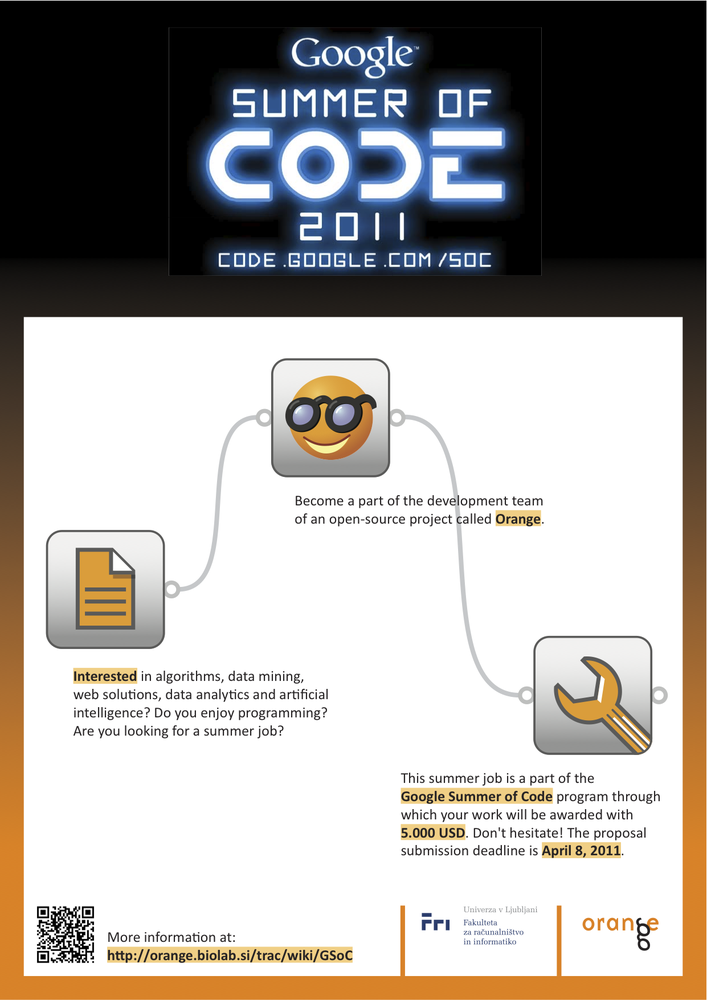 Google™
SUMMER OF
CODE
2011
CODE.GOOGLE.COM/SOC
Become a part of the development team
of an open-source project called Orange.
Interested in algorithms, data mining,
web solutions, data analytics and artificial
intelligence? Do you enjoy programming?
Are you looking for a summer job?
This summer job is a part of the
Google Summer of Code program through
which your work will be awarded with
5.000 USD. Don't hesitate! The proposal
submission deadline is April 8, 2011.
More information at:
http://orange.biolab.si/trac/wiki/GSoC
Univerza v Ljubljani
Fri
Fakulteta
za računalništvo
in informatiko
orange